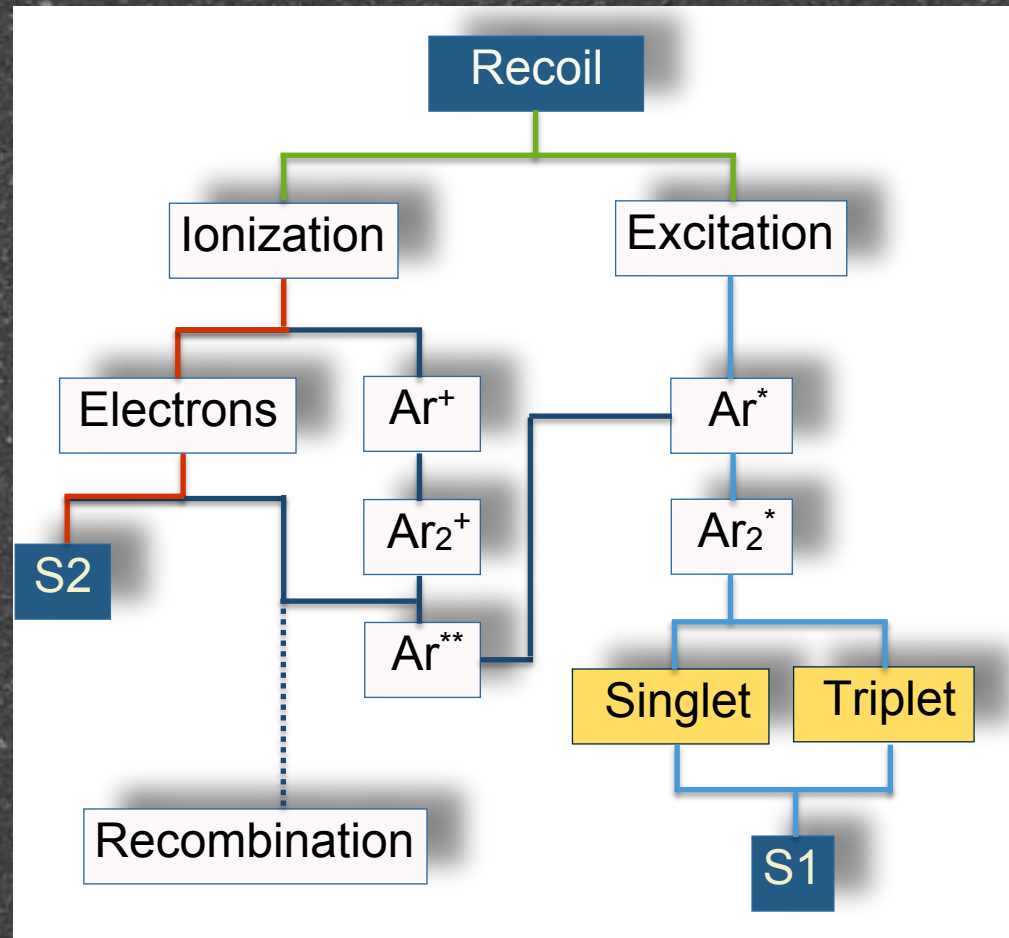 Recoil
Ionization
Excitation
Electrons
Ar⁺
Ar*
Ar₂⁺
Ar₂*
S2
Ar**
Singlet
Triplet
Recombination
S1